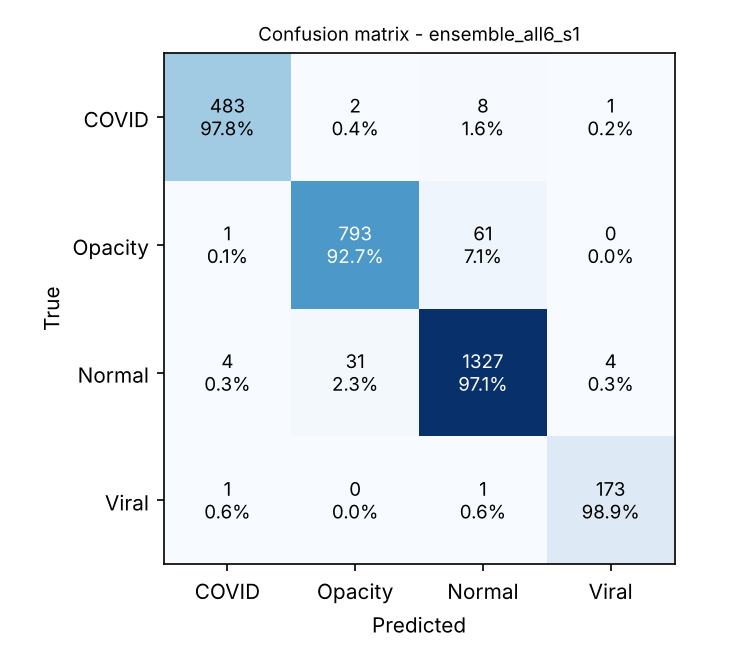 Confusion matrix - ensemble_all6_s1
True
COVID
483 2 8 1
97.8% 0.4% 1.6% 0.2%
Opacity
1 793 61 0
0.1% 92.7% 7.1% 0.0%
Normal
4 31 1327 4
0.3% 2.3% 97.1% 0.3%
Viral
1 0 1 173
0.6% 0.0% 0.6% 98.9%
COVID Opacity Normal Viral
Predicted